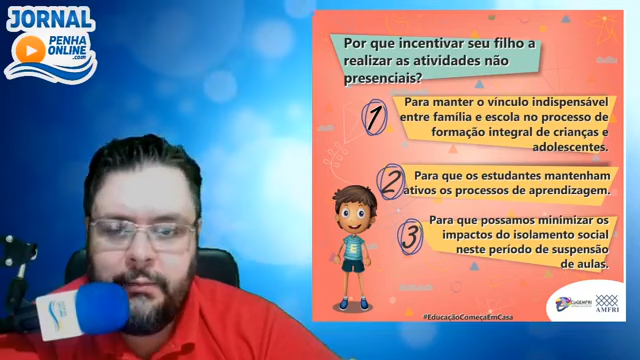 JORNAL
PENHA
ONLINE
.com
Por que incentivar seu filho a
realizar as atividades não
presenciais?
1
Para manter o vínculo indispensável
entre família e escola no processo de
formação integral de crianças e
adolescentes.
2
Para que os estudantes mantenham
ativos os processos de aprendizagem.
3
Para que possamos minimizar os
impactos do isolamento social
neste período de suspensão
de aulas.
E
AMFRI
#EducaçãoComeçaEmCasa